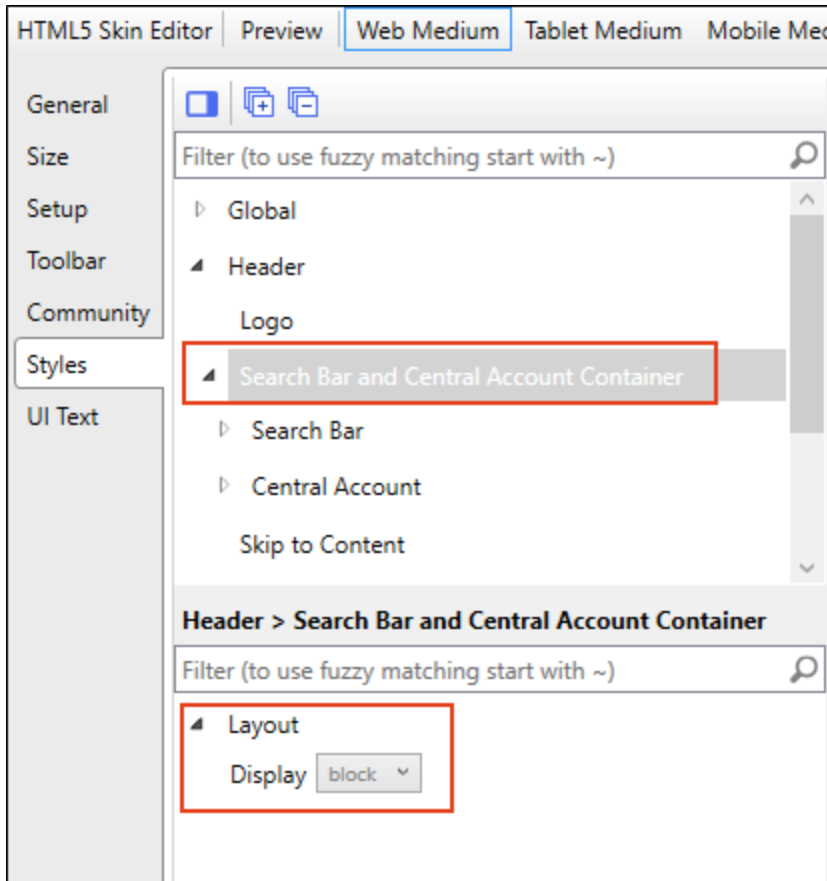 HTML5 Skin Editor Preview Web Medium Tablet Medium Mobile Med
General
Size
Setup
Toolbar
Community
Styles
UI Text
Filter (to use fuzzy matching start with ~)
Global
Header
Logo
Search Bar and Central Account Container
Search Bar
Central Account
Skip to Content
Header > Search Bar and Central Account Container
Filter (to use fuzzy matching start with ~)
Layout
Display block